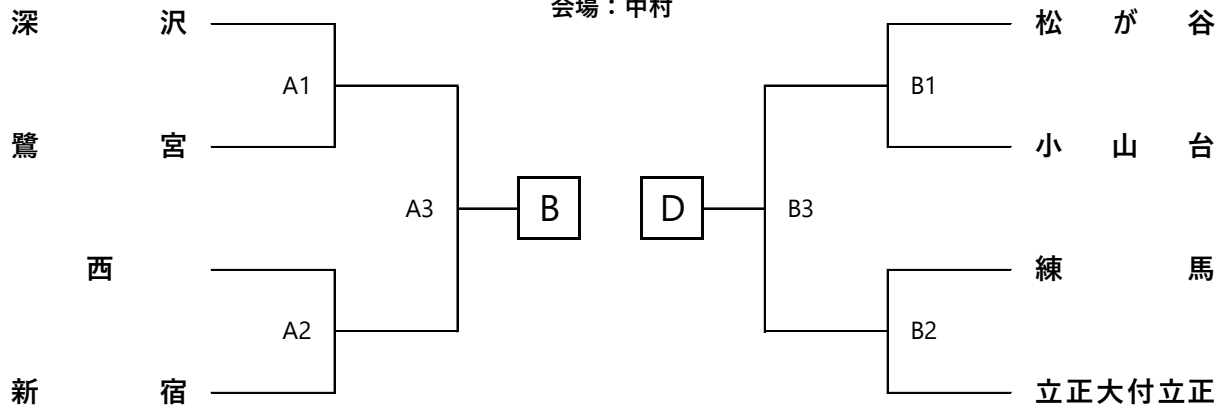 会場：中村
深沢 松が谷
A1 B1
鷺宮 小山台
A3 B D B3
西 練馬
A2 B2
新宿 立正大付立正